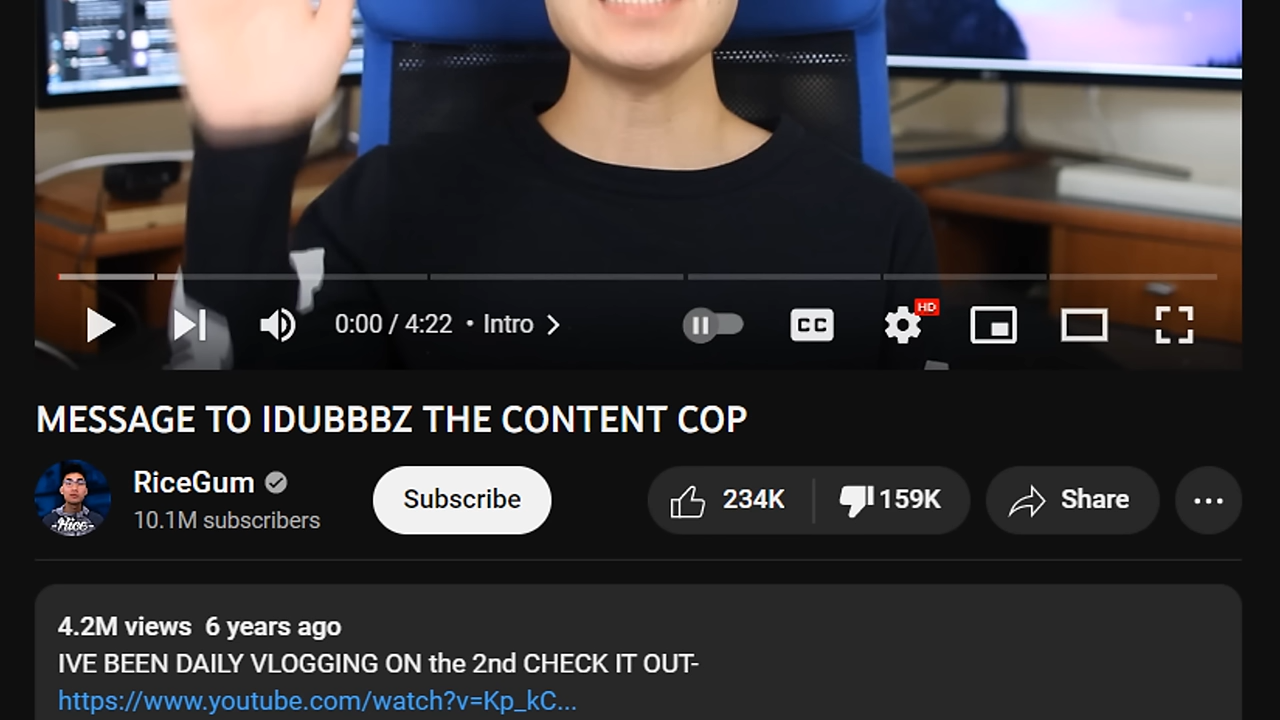 HD
0:00 / 4:22 • Intro
CC
MESSAGE TO IDUBBBZ THE CONTENT COP
RiceGum
10.1M subscribers
Subscribe
234K
159K
Share
4.2M views 6 years ago
IVE BEEN DAILY VLOGGING ON the 2nd CHECK IT OUT-
https://www.youtube.com/watch?v=Kp_kC...